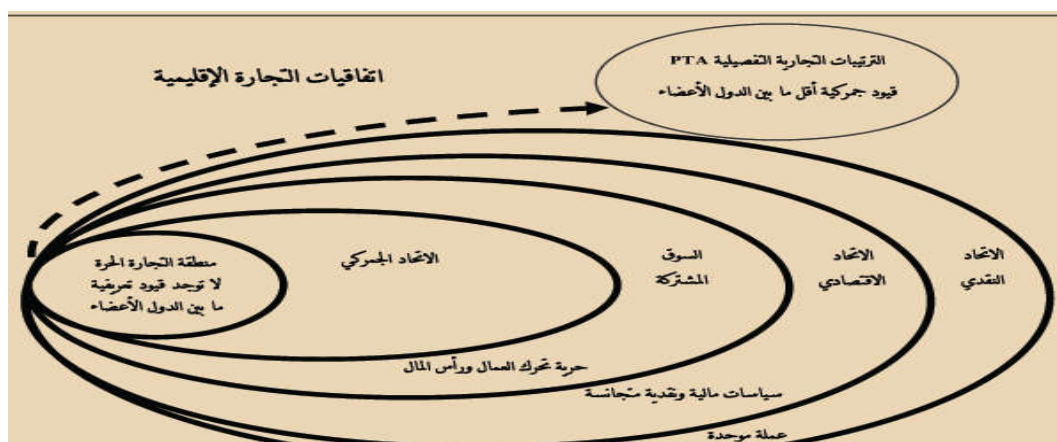 اتفاقيات التجارة الإقليمية
الترتيبات التجارية التفصيلية PTA
قيود جمركية أقل ما بين الدول الأعضاء
منطقة التجارة الحرة
لا توجد قيود تعريفية
ما بين الدول الأعضاء
الاتحاد الجمركي
السوق
المشتركة
الاتحاد
الاقتصادي
الاتحاد
النقدي
حرية تحرك العمال ورأس المال
سياسات مالية ونقدية متجانسة
عملة موحدة